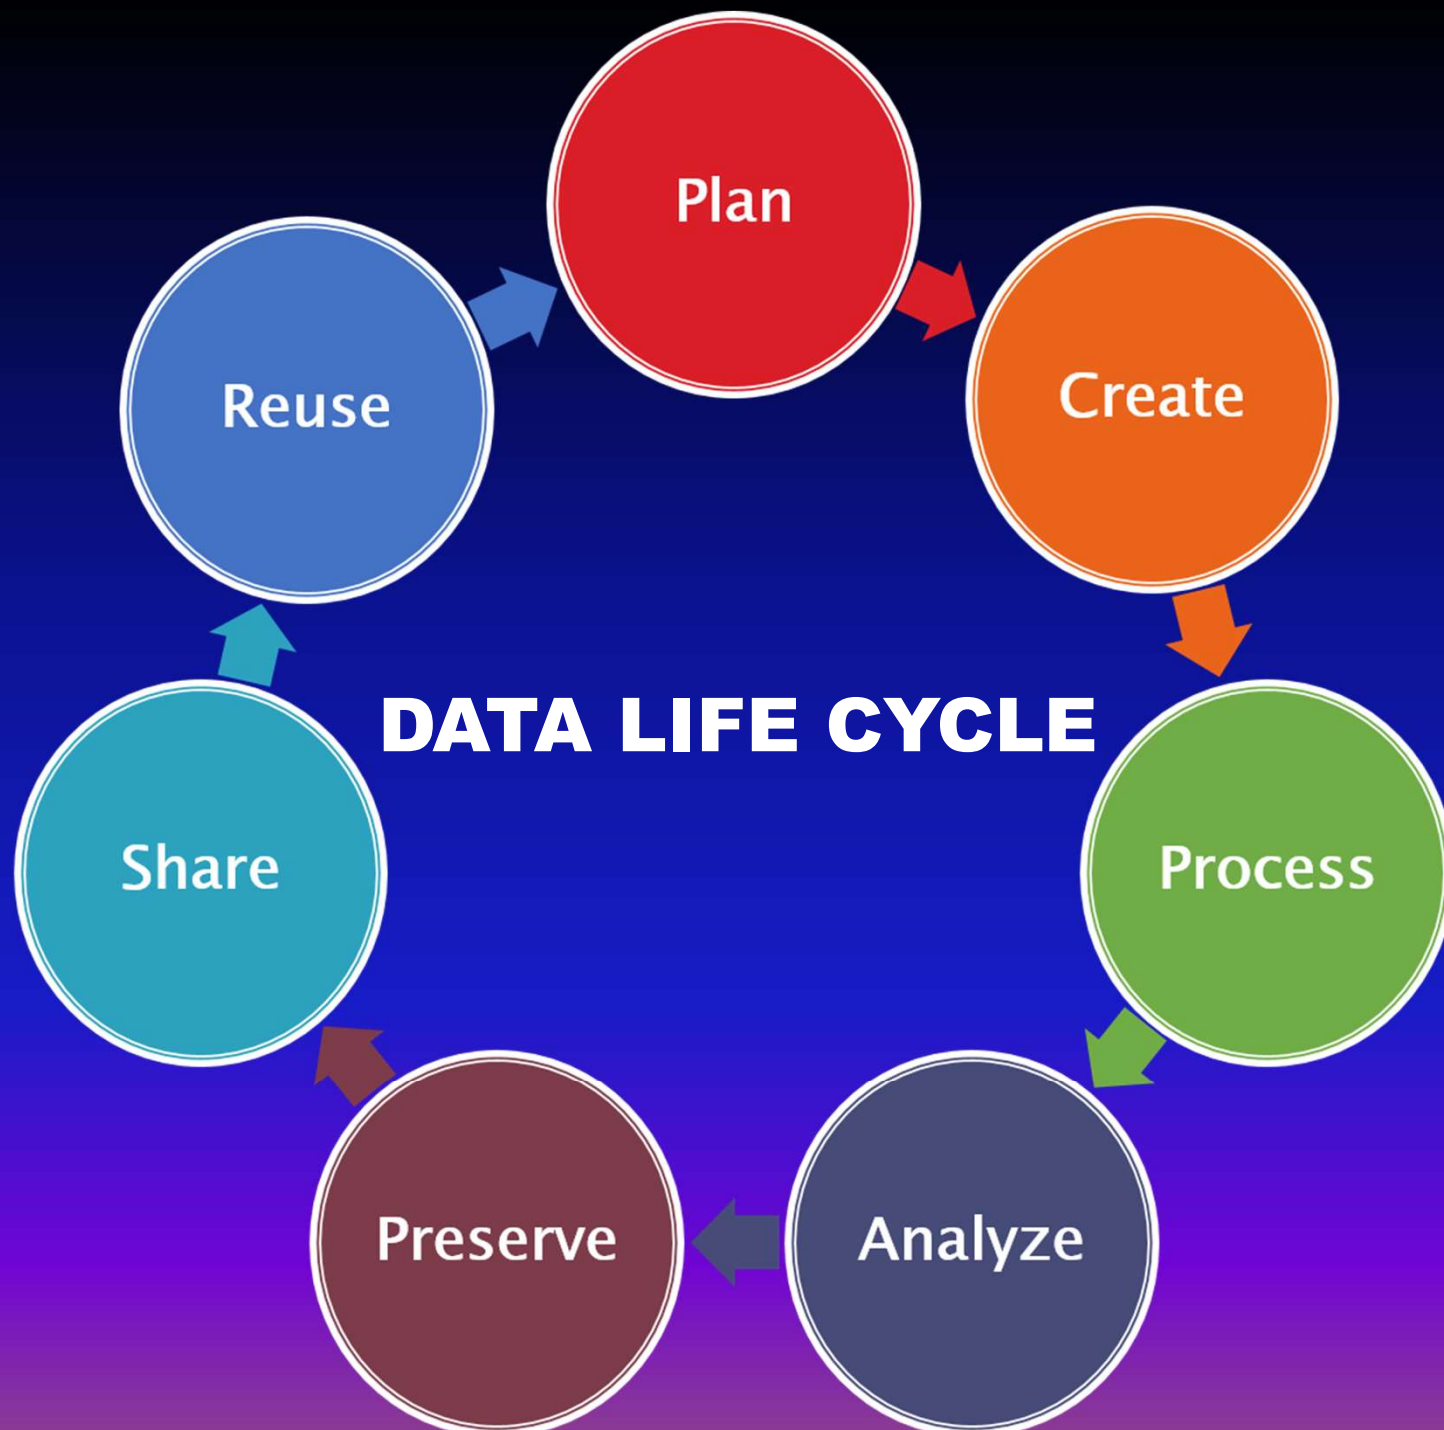 Plan
Create
Process
Analyze
Preserve
Share
Reuse
DATA LIFE CYCLE